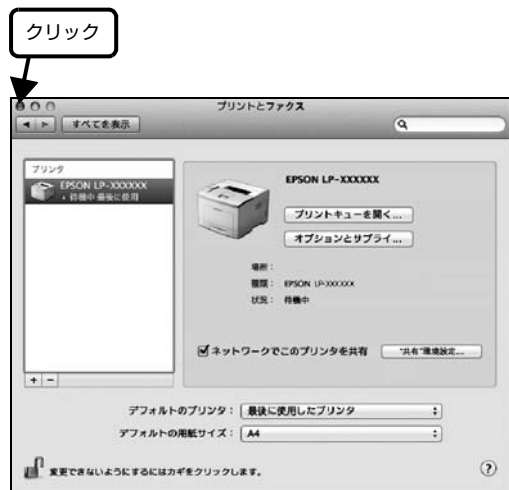 クリック
プリントとファクス
すべてを表示
プリンタ
EPSON LP-XXXXXX
• 待機中 最後に使用
EPSON LP-XXXXXX
プリントキューを開く...
オプションとサプライ...
場所：
種類： EPSON LP-XXXXXX
状況： 待機中
ネットワークでこのプリンタを共有
"共有"環境設定...
+ -
デフォルトのプリンタ： 最後に使用したプリンタ
デフォルトの用紙サイズ： A4
変更できないようにするにはカギをクリックします。
?